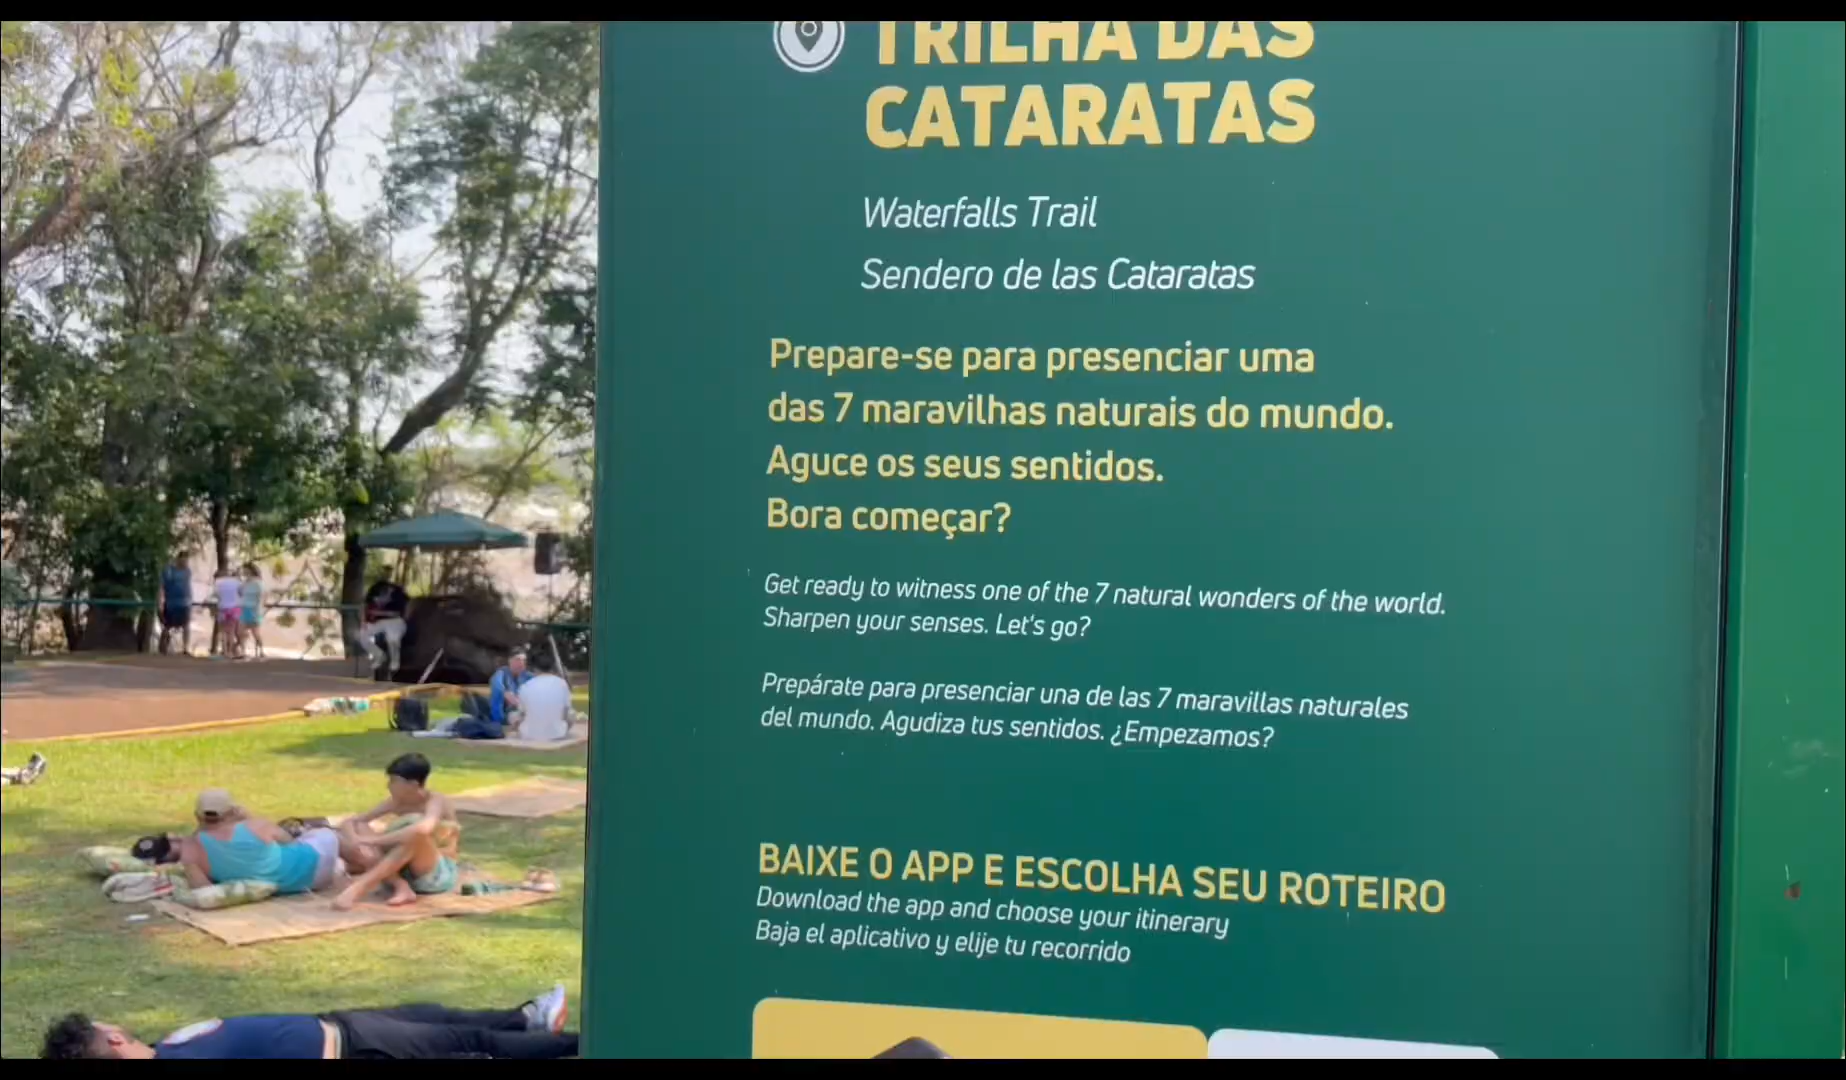 TRILHA DAS
CATARATAS
Waterfalls Trail
Sendero de las Cataratas
Prepare-se para presenciar uma
das 7 maravilhas naturais do mundo.
Aguce os seus sentidos.
Bora começar?
Get ready to witness one of the 7 natural wonders of the world.
Sharpen your senses. Let's go?
Prepárate para presenciar una de las 7 maravillas naturales
del mundo. Agudiza tus sentidos. ¿Empezamos?
BAIXE O APP E ESCOLHA SEU ROTEIRO
Download the app and choose your itinerary
Baja el aplicativo y elije tu recorrido